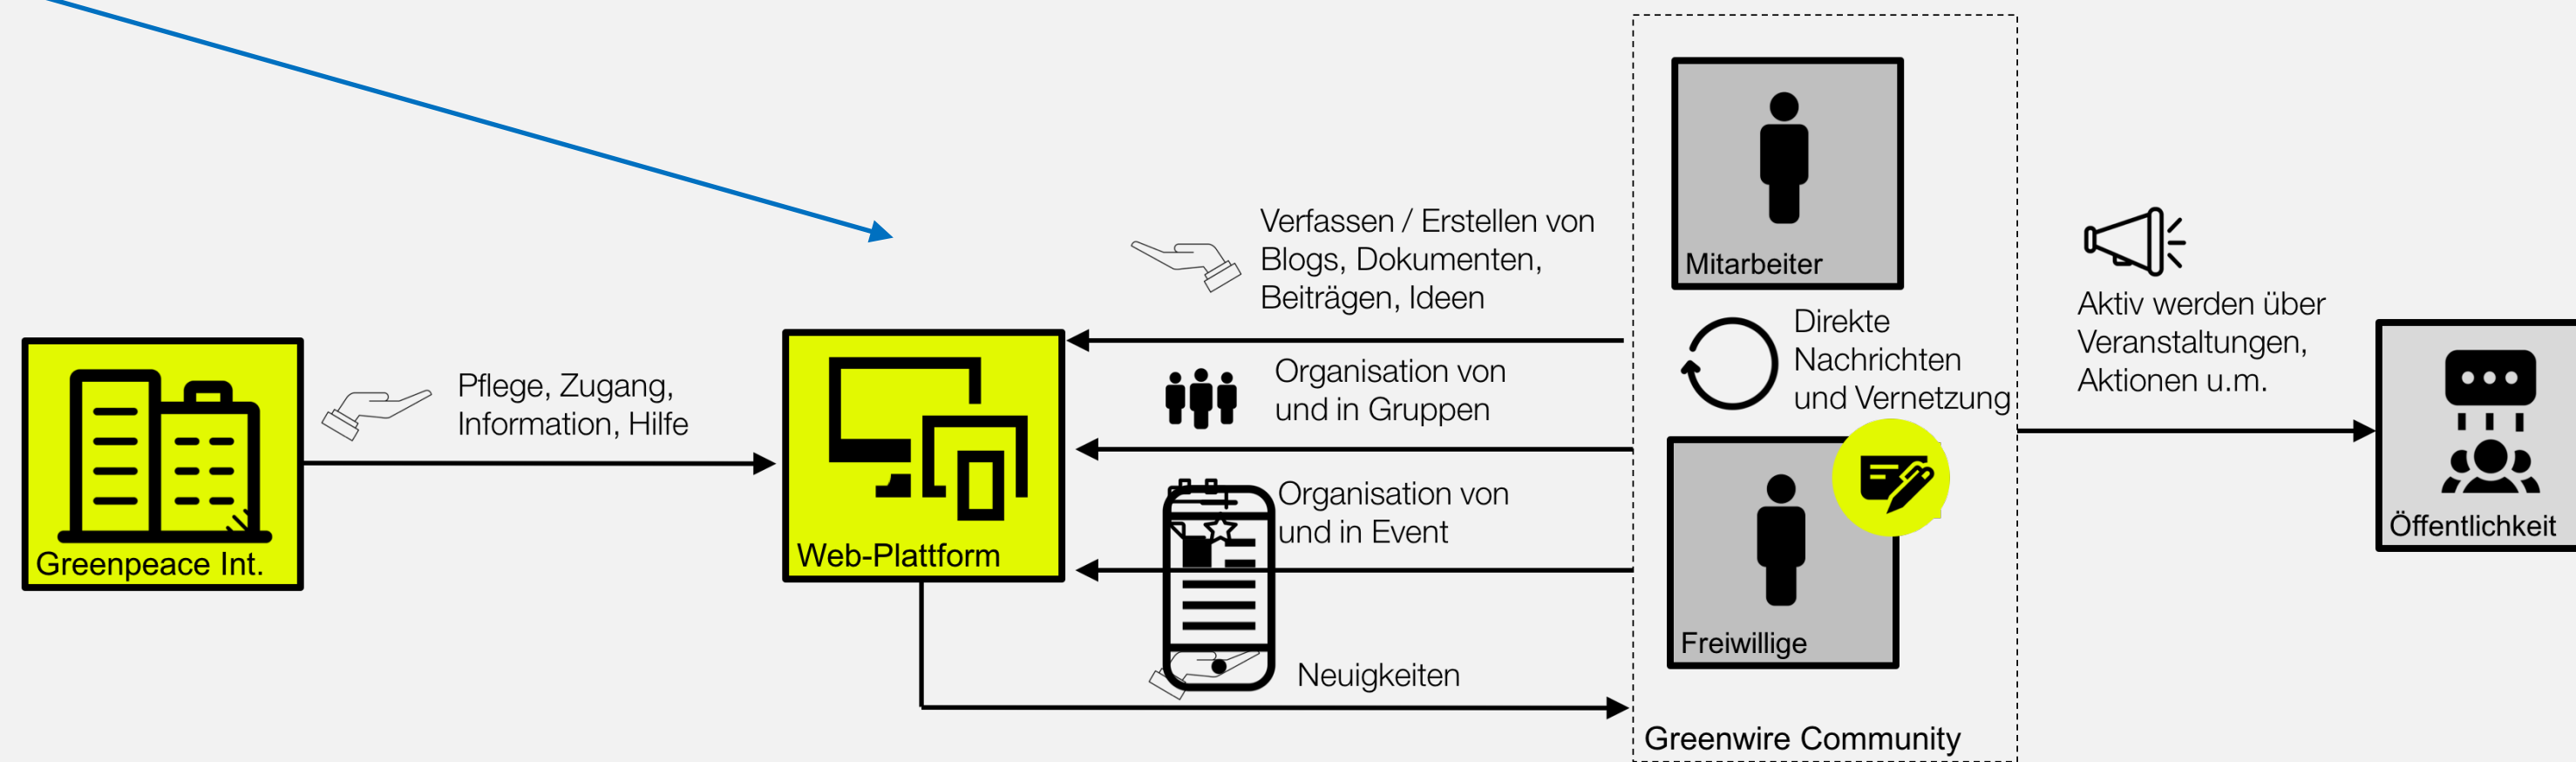 Greenpeace Int.
Pflege, Zugang,
Information, Hilfe
Web-Plattform
Verfassen / Erstellen von
Blogs, Dokumenten,
Beiträgen, Ideen
Organisation von
und in Gruppen
Organisation von
und in Event
Neuigkeiten
Mitarbeiter
Direkte
Nachrichten
und Vernetzung
Freiwillige
Greenwire Community
Aktiv werden über
Veranstaltungen,
Aktionen u.m.
Öffentlichkeit